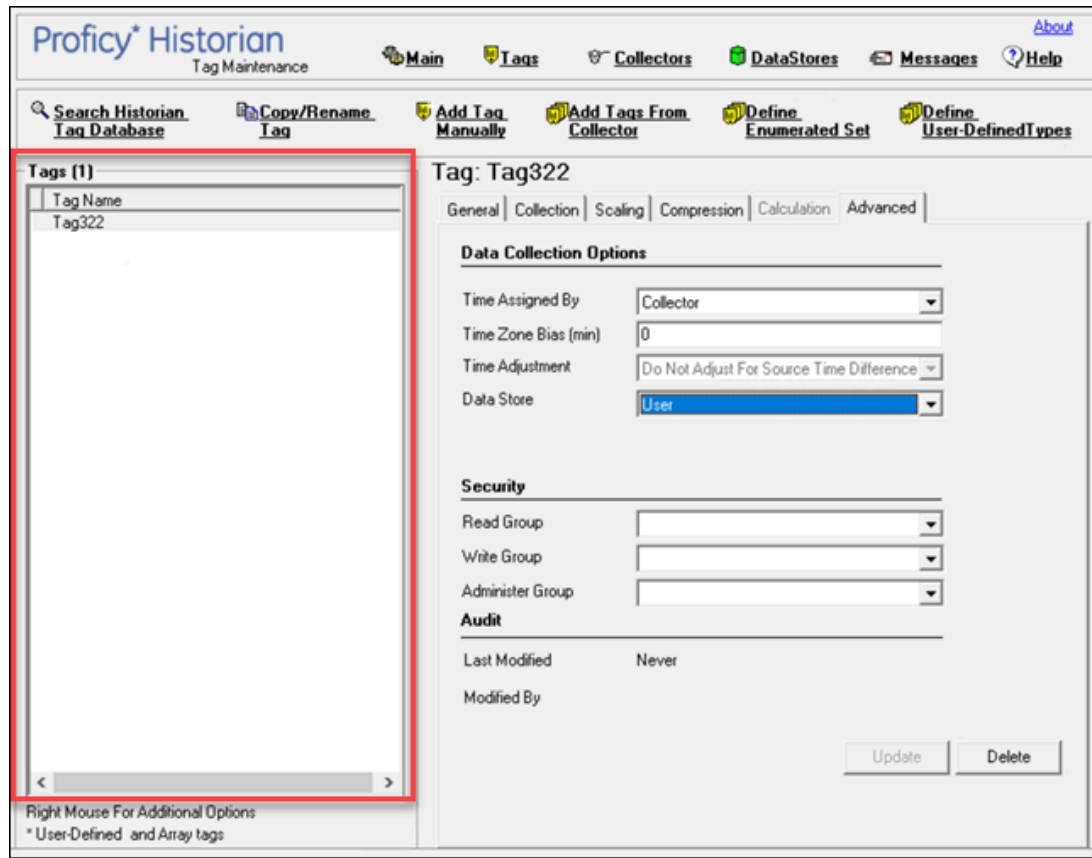 About
Proficy* Historian
Tag Maintenance
Main Tags Collectors DataStores Messages Help
Search Historian Copy/Rename Add Tag Add Tags From Define Define
Tag Database Tag Manually Collector Enumerated Set User-DefinedTypes
Tags (1)
Tag Name
Tag322
Tag: Tag322
General Collection Scaling Compression Calculation Advanced
Data Collection Options
Time Assigned By Collector
Time Zone Bias (min) 0
Time Adjustment Do Not Adjust For Source Time Difference
Data Store User
Security
Read Group
Write Group
Administer Group
Audit
Last Modified Never
Modified By
Update Delete
Right Mouse For Additional Options
* User-Defined and Array tags